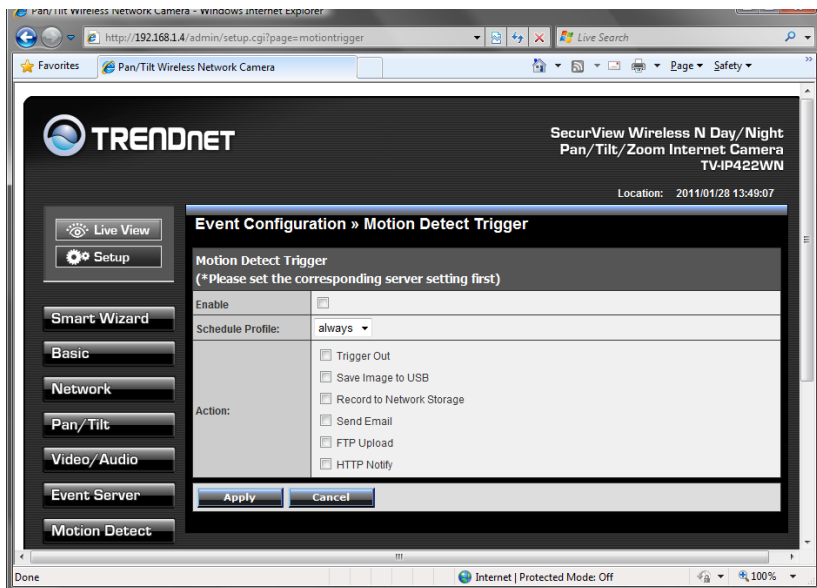 Pan/Tilt Wireless Network Camera - Windows Internet Explorer
http://192.168.1.4/admin/setup.cgi?page=motiontrigger
Live Search
Favorites
Pan/Tilt Wireless Network Camera
Page
Safety
»
TRENDNET
SecurView Wireless N Day/Night
Pan/Tilt/Zoom Internet Camera
TV-IP422WN
Location: 2011/01/28 13:49:07
Live View
Setup
Smart Wizard
Basic
Network
Pan/Tilt
Video/Audio
Event Server
Motion Detect
Event Configuration » Motion Detect Trigger
Motion Detect Trigger
(*Please set the corresponding server setting first)
Enable
Schedule Profile:
always
Action:
Trigger Out
Save Image to USB
Record to Network Storage
Send Email
FTP Upload
HTTP Notify
Apply
Cancel
Done
Internet | Protected Mode: Off
100%